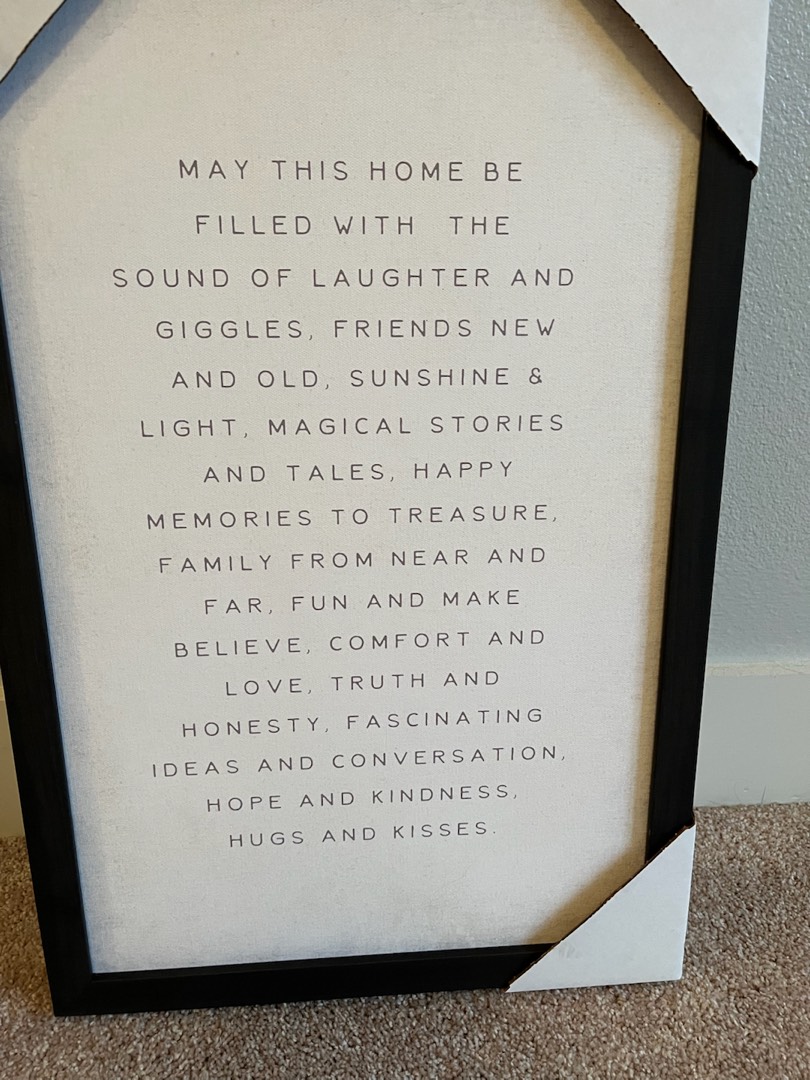 MAY THIS HOME BE
FILLED WITH THE
SOUND OF LAUGHTER AND
GIGGLES, FRIENDS NEW
AND OLD, SUNSHINE &
LIGHT, MAGICAL STORIES
AND TALES, HAPPY
MEMORIES TO TREASURE,
FAMILY FROM NEAR AND
FAR, FUN AND MAKE
BELIEVE, COMFORT AND
LOVE, TRUTH AND
HONESTY, FASCINATING
IDEAS AND CONVERSATION,
HOPE AND KINDNESS,
HUGS AND KISSES.